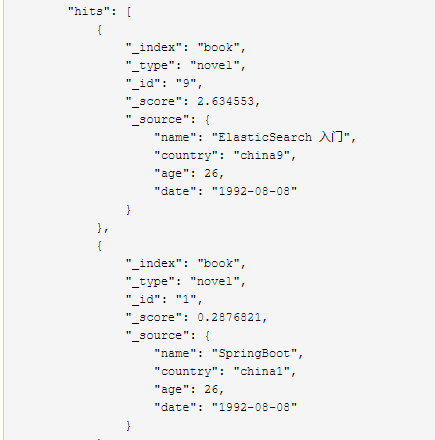 "hits": [
{
"_index": "book",
"_type": "novel",
"_id": "9",
"_score": 2.634553,
"_source": {
"name": "ElasticSearch 入门",
"country": "china9",
"age": 26,
"date": "1992-08-08"
}
},
{
"_index": "book",
"_type": "novel",
"_id": "1",
"_score": 0.2876821,
"_source": {
"name": "SpringBoot",
"country": "china1",
"age": 26,
"date": "1992-08-08"
}